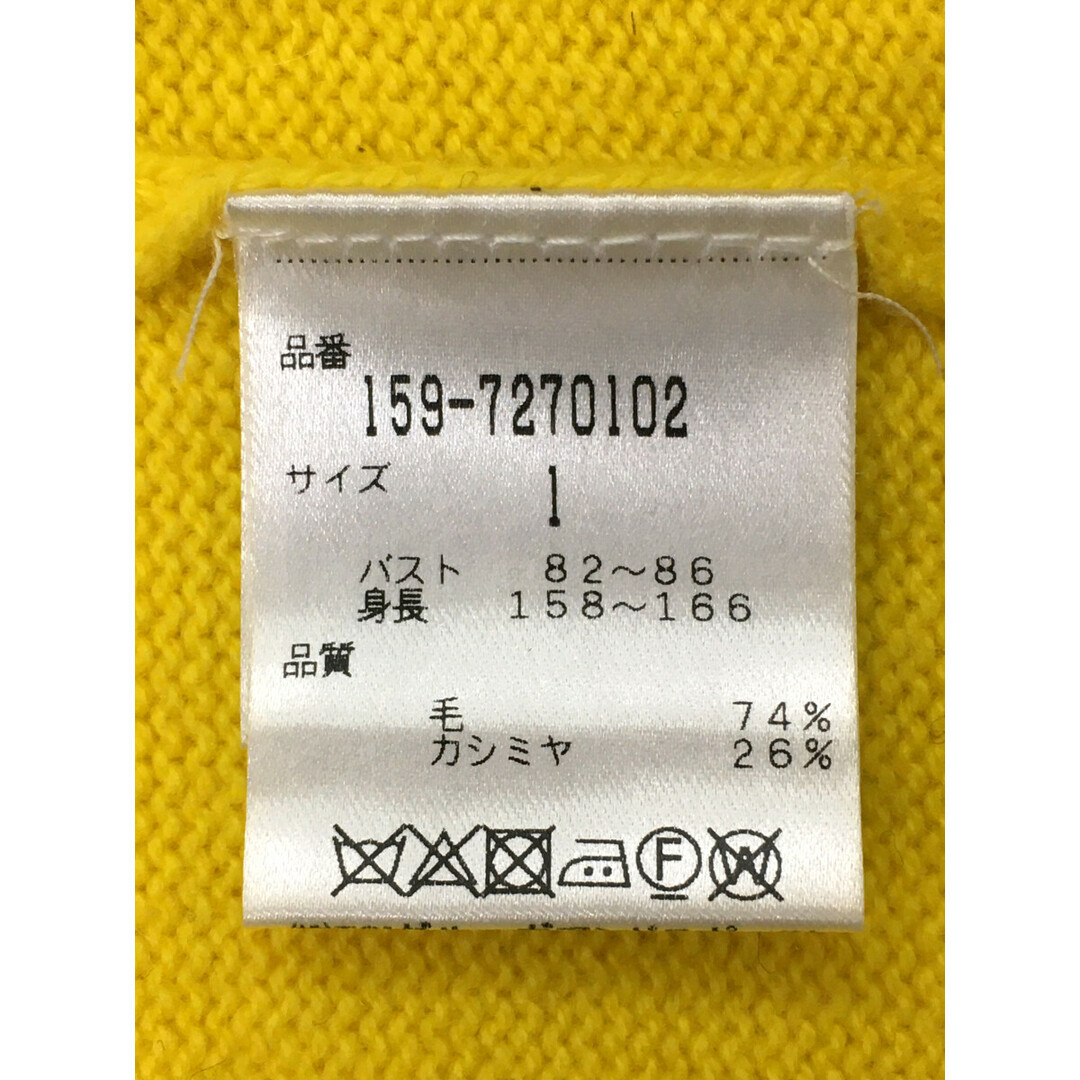 品番
159-7270102
サイズ 1
バスト 82～86
身長 158～166
品質
毛 74%
カシミヤ 26%
F
W